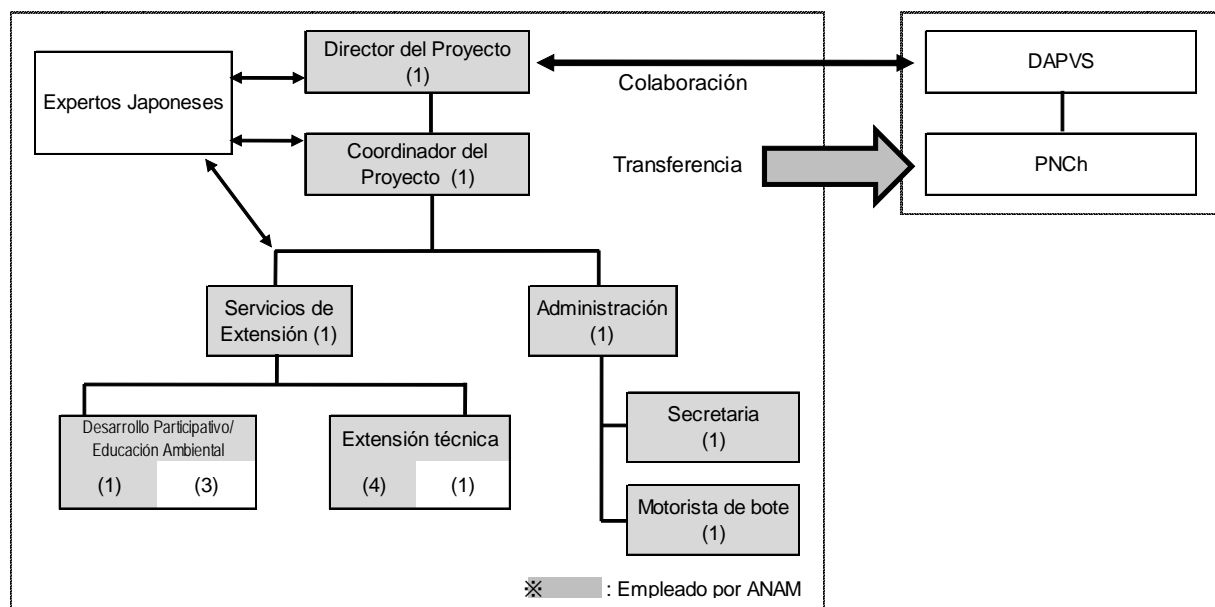 Director del Proyecto
(1)
Expertos Japoneses
Colaboración
DAPVS
Coordinador del
Proyecto (1)
Transferencia
PNCh
Servicios de
Extensión (1)
Administración
(1)
Desarrollo Participativo/
Educación Ambiental
(1) (3)
Extensión técnica
(4) (1)
Secretaria
(1)
Motorista de bote
(1)
※ : Empleado por ANAM